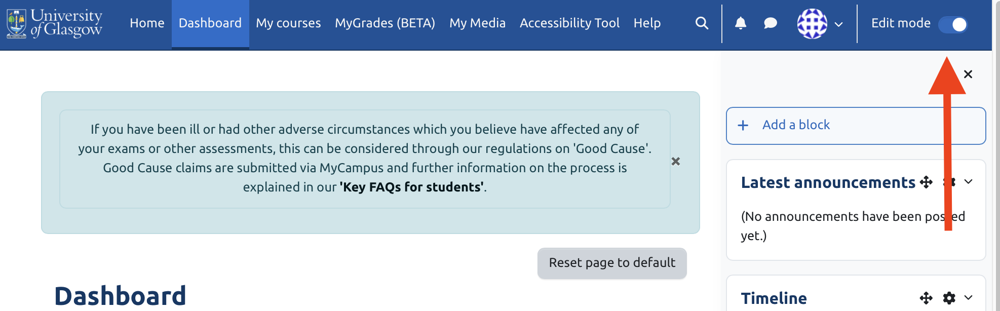 University
of Glasgow
Home Dashboard My courses MyGrades (BETA) My Media Accessibility Tool Help Edit mode
If you have been ill or had other adverse circumstances which you believe have affected any of
your exams or other assessments, this can be considered through our regulations on 'Good Cause'.
Good Cause claims are submitted via MyCampus and further information on the process is
explained in our 'Key FAQs for students'.
Reset page to default
Dashboard
Add a block
Latest announcements
(No announcements have been posted
yet.)
Timeline